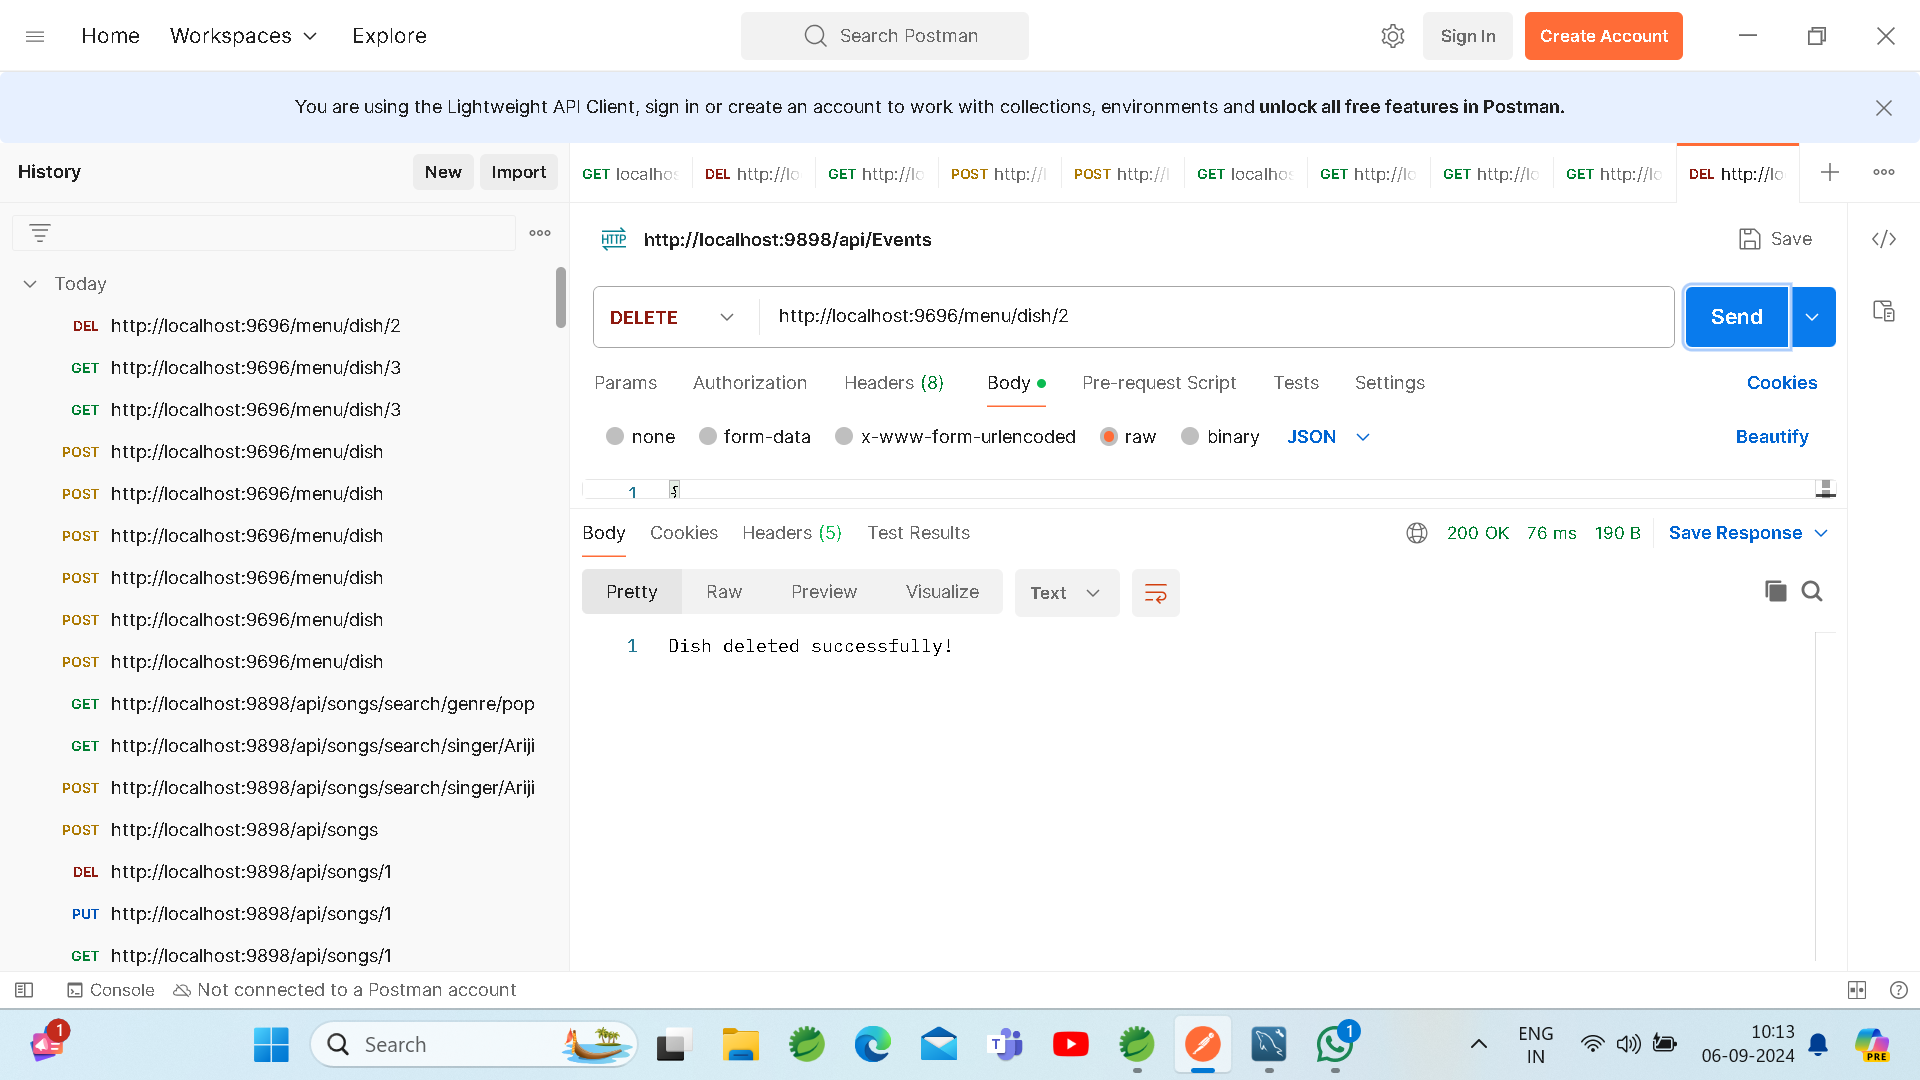 Home Workspaces Explore Search Postman Sign In Create Account
You are using the Lightweight API Client, sign in or create an account to work with collections, environments and unlock all free features in Postman.
History New Import
GET localhos DEL http://lo GET http://lo POST http://l POST http://l GET localhos GET http://lo GET http://lo GET http://lo DEL http://lo
HTTP http://localhost:9898/api/Events Save
Today
DELETE http://localhost:9696/menu/dish/2 Send
DEL http://localhost:9696/menu/dish/2
GET http://localhost:9696/menu/dish/3
GET http://localhost:9696/menu/dish/3
POST http://localhost:9696/menu/dish
POST http://localhost:9696/menu/dish
POST http://localhost:9696/menu/dish
POST http://localhost:9696/menu/dish
POST http://localhost:9696/menu/dish
POST http://localhost:9696/menu/dish
GET http://localhost:9898/api/songs/search/genre/pop
GET http://localhost:9898/api/songs/search/singer/Ariji
POST http://localhost:9898/api/songs/search/singer/Ariji
POST http://localhost:9898/api/songs
DEL http://localhost:9898/api/songs/1
PUT http://localhost:9898/api/songs/1
GET http://localhost:9898/api/songs/1
Params Authorization Headers (8) Body Pre-request Script Tests Settings Cookies
none form-data x-www-form-urlencoded raw binary JSON Beautify
1 {
Body Cookies Headers (5) Test Results 200 OK 76 ms 190 B Save Response
Pretty Raw Preview Visualize Text
1 Dish deleted successfully!
Console Not connected to a Postman account
1 Search T 1 ENG IN 10:13 06-09-2024 PRE